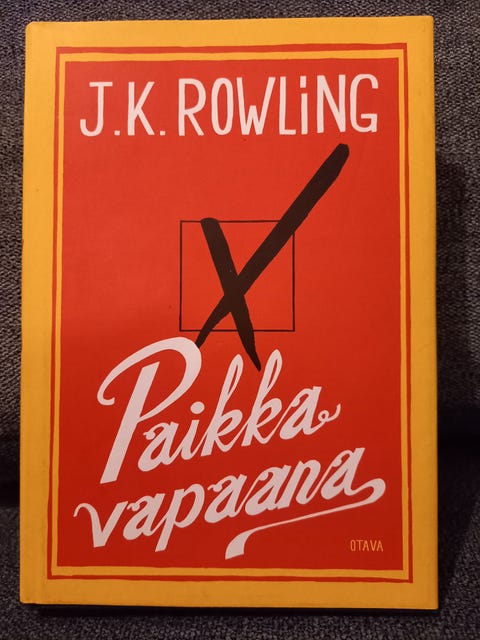 J.K. ROWLiNG
Paikka
vapaana
OTAVA